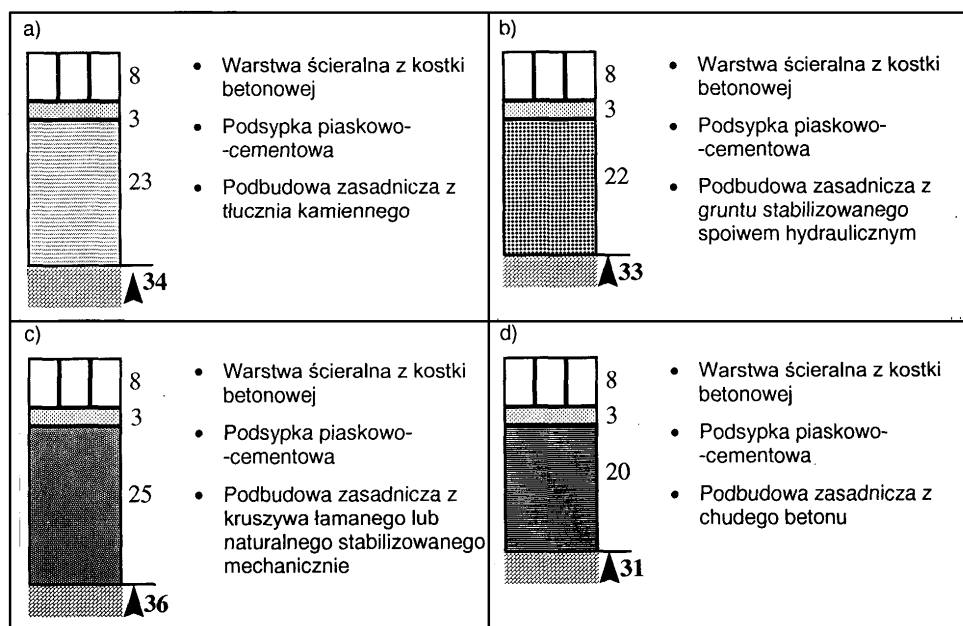 a)
8
3
23
34
• Warstwa ścieralna z kostki
betonowej
• Podsypka piaskowo-
-cementowa
• Podbudowa zasadnicza z
tłucznia kamiennego
b)
8
3
22
33
• Warstwa ścieralna z kostki
betonowej
• Podsypka piaskowo-
-cementowa
• Podbudowa zasadnicza z
gruntu stabilizowanego
spoiwem hydraulicznym
c)
8
3
25
36
• Warstwa ścieralna z kostki
betonowej
• Podsypka piaskowo-
-cementowa
• Podbudowa zasadnicza z
kruszywa łamanego lub
naturalnego stabilizowanego
mechanicznie
d)
8
3
20
31
• Warstwa ścieralna z kostki
betonowej
• Podsypka piaskowo-
-cementowa
• Podbudowa zasadnicza z
chudego betonu